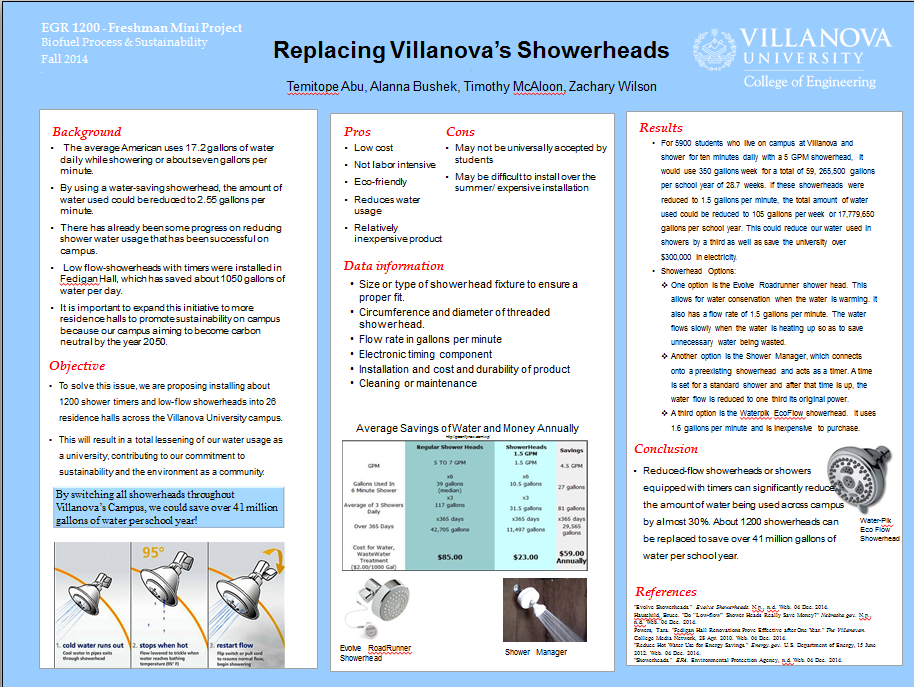 EGR 1200 - Freshman Mini Project
Biofuel Process & Sustainability
Fall 2014
Replacing Villanova's Showerheads
Temitope Abu, Alanna Bushek, Timothy McAloon, Zachary Wilson
VILLANOVA
UNIVERSITY
College of Engineering
Background
• The average American uses 17.2 gallons of water
daily while showering or about seven gallons per
minute.
• By using a water-saving showerhead, the amount of
water used could be reduced to 2.55 gallons per
minute.
• There has already been some progress on reducing
shower water usage that has been successful on
campus.
• Low flow-showerheads with timers were installed in
Fedigan Hall, which has saved about 1050 gallons of
water per day.
• It is important to expand this initiative to more
residence halls to promote sustainability on campus
because our campus aiming to become carbon
neutral by the year 2050.
Objective
• To solve this issue, we are proposing installing about
1200 shower timers and low-flow showerheads into 26
residence halls across the Villanova University campus.
• This will result in a total lessening of our water usage as
a university, contributing to our commitment to
sustainability and the environment as a community.
By switching all showerheads throughout
Villanova's Campus, we could save over 41 million
gallons of water per school year!
95°
1. cold water runs out
Cold water in pipes exits
through showerhead
2. stops when hot
Flow lowered to trickle when
water reaches bathing
temperature (95° F)
3. restart flow
Flip switch or pull cord
to resume normal flow,
begin showering
Pros
• Low cost
• Not labor intensive
• Eco-friendly
• Reduces water
usage
• Relatively
inexpensive product
Cons
• May not be universally accepted by
students
• May be difficult to install over the
summer/ expensive installation
Data information
• Size or type of shower head fixture to ensure a
proper fit.
• Circumference and diameter of threaded
shower head.
• Flow rate in gallons per minute
• Electronic timing component
• Installation and cost and durability of product
• Cleaning or maintenance
Average Savings of Water and Money Annually
Regular Shower Heads ShowerHeads 1.5 GPM Savings
GPM 5 TO 7 GPM 1.5 GPM 4.5 GPM
Gallons Used In 6 Minute Shower x6 39 gallons (median) x6 10.5 gallons 27 gallons
Average of 3 Showers Daily x3 117 gallons x3 31.5 gallons 81 gallons
Over 365 Days x365 days 42,705 gallons x365 days 11,497 gallons x365 days 29,565 gallons
Cost for Water, WasteWater Treatment ($2.00/1000 Gal) $85.00 $23.00 $59.00 Annually
Evolve RoadRunner
Showerhead
Shower Manager
Results
• For 5900 students who live on campus at Villanova and
shower for ten minutes daily with a 5 GPM showerhead, it
would use 350 gallons week for a total of 59, 265,500 gallons
per school year of 28.7 weeks. If these showerheads were
reduced to 1.5 gallons per minute, the total amount of water
used could be reduced to 105 gallons per week or 17,779,650
gallons per school year. This could reduce our water used in
showers by a third as well as save the university over
$300,000 in electricity.
• Showerhead Options:
❖ One option is the Evolve Roadrunner shower head. This
allows for water conservation when the water is warming. It
also has a flow rate of 1.5 gallons per minute. The water
flows slowly when the water is heating up so as to save
unnecessary water being wasted.
❖ Another option is the Shower Manager, which connects
onto a preexisting showerhead and acts as a timer. A time
is set for a standard shower and after that time is up, the
water flow is reduced to one third its original power.
❖ A third option is the Waterpik EcoFlow showerhead. It uses
1.6 gallons per minute and is inexpensive to purchase.
Conclusion
• Reduced-flow showerheads or showers
equipped with timers can significantly reduce
the amount of water being used across campus
by almost 30%. About 1200 showerheads can
be replaced to save over 41 million gallons of
water per school year.
Water-Pik
Eco Flow
Showerhead
References
"Evolve Showerheads." Evolve Showerheads. N.p., n.d. Web. 04 Dec. 2014.
Hauschild, Bruce. "Do "Low-flow" Shower Heads Really Save Money?" Nebraska.gov. N.p.,
n.d. Web. 04 Dec. 2014.
Powers, Tara. "Fedigan Hall Renovations Prove Effective after One Year." The Villanovan.
College Media Network, 28 Apr. 2010. Web. 04 Dec. 2014.
"Reduce Hot Water Use for Energy Savings." Energy.gov. U.S. Department of Energy, 15 June
2012. Web. 04 Dec. 2014.
"Showerheads." EPA. Environmental Protection Agency, n.d. Web. 04 Dec. 2014.